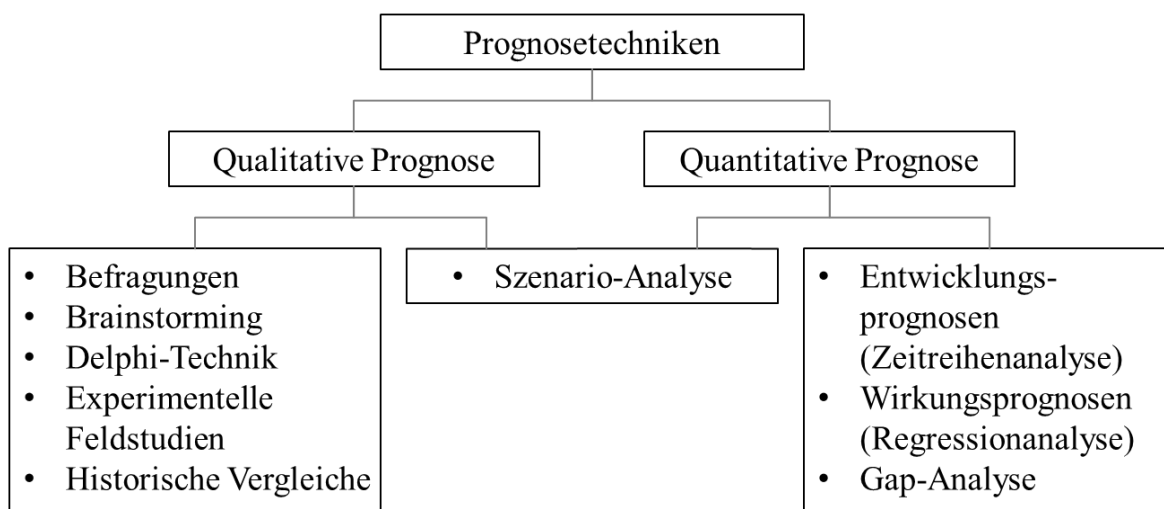 Prognosetechniken
Qualitative Prognose
Quantitative Prognose
• Befragungen
• Brainstorming
• Delphi-Technik
• Experimentelle
Feldstudien
• Historische Vergleiche
• Szenario-Analyse
• Entwicklungs-
prognosen
(Zeitreihenanalyse)
• Wirkungsprognosen
(Regressionanalyse)
• Gap-Analyse